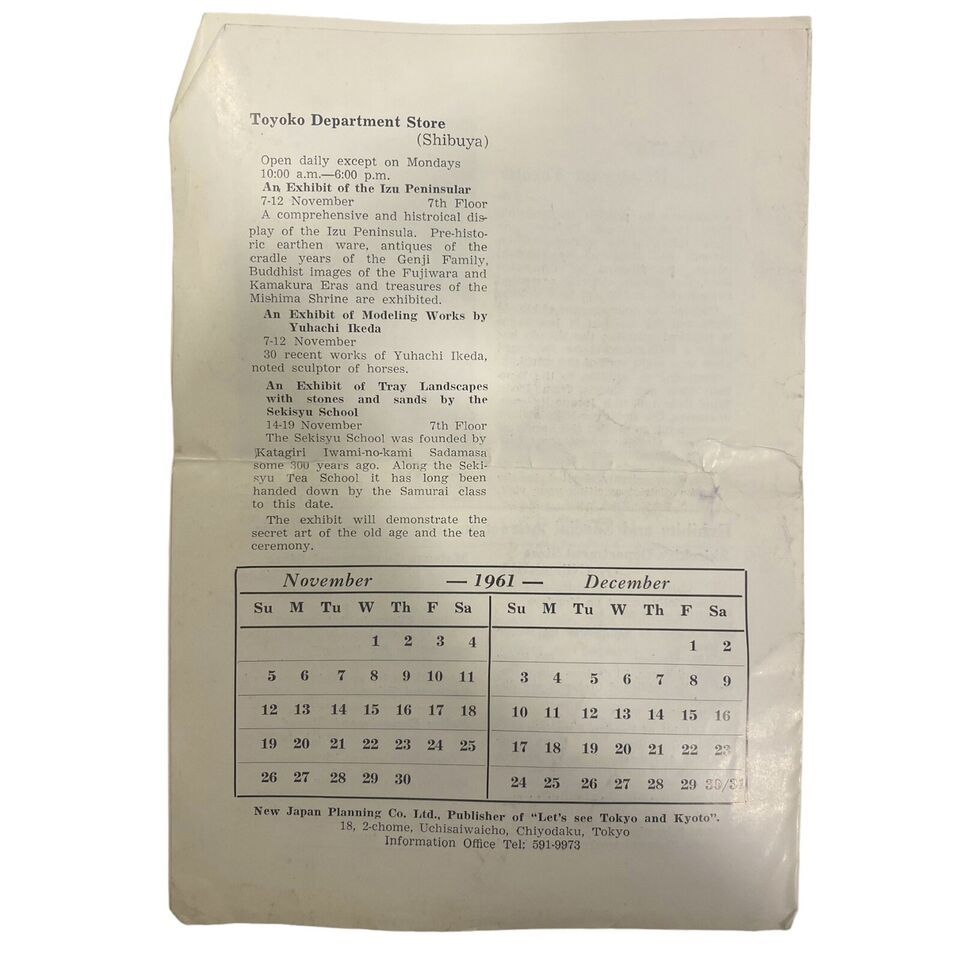 Toyoko Department Store
(Shibuya)
Open daily except on Mondays
10:00 a.m.—6:00 p.m.
An Exhibit of the Izu Peninsular
7-12 November 7th Floor
A comprehensive and histroical dis-
play of the Izu Peninsula. Pre-histo-
ric earthen ware, antiques of the
cradle years of the Genji Family,
Buddhist images of the Fujiwara and
Kamakura Eras and treasures of the
Mishima Shrine are exhibited.
An Exhibit of Modeling Works by
Yuhachi Ikeda
7-12 November
30 recent works of Yuhachi Ikeda,
noted sculptor of horses.
An Exhibit of Tray Landscapes
with stones and sands by the
Sekisyu School
14-19 November 7th Floor
The Sekisyu School was founded by
Katagiri Iwami-no-kami Sadamasa
some 300 years ago. Along the Seki-
syu Tea School it has long been
handed down by the Samurai class
to this date.
The exhibit will demonstrate the
secret art of the old age and the tea
ceremony.
November — 1961 — December
Su M Tu W Th F Sa Su M Tu W Th F Sa
1 2 3 4 1 2
5 6 7 8 9 10 11 3 4 5 6 7 8 9
12 13 14 15 16 17 18 10 11 12 13 14 15 16
19 20 21 22 23 24 25 17 18 19 20 21 22 23
26 27 28 29 30 24 25 26 27 28 29 30/31
New Japan Planning Co. Ltd., Publisher of "Let's see Tokyo and Kyoto".
18, 2-chome, Uchisaiwaicho, Chiyodaku, Tokyo
Information Office Tel: 591-9973